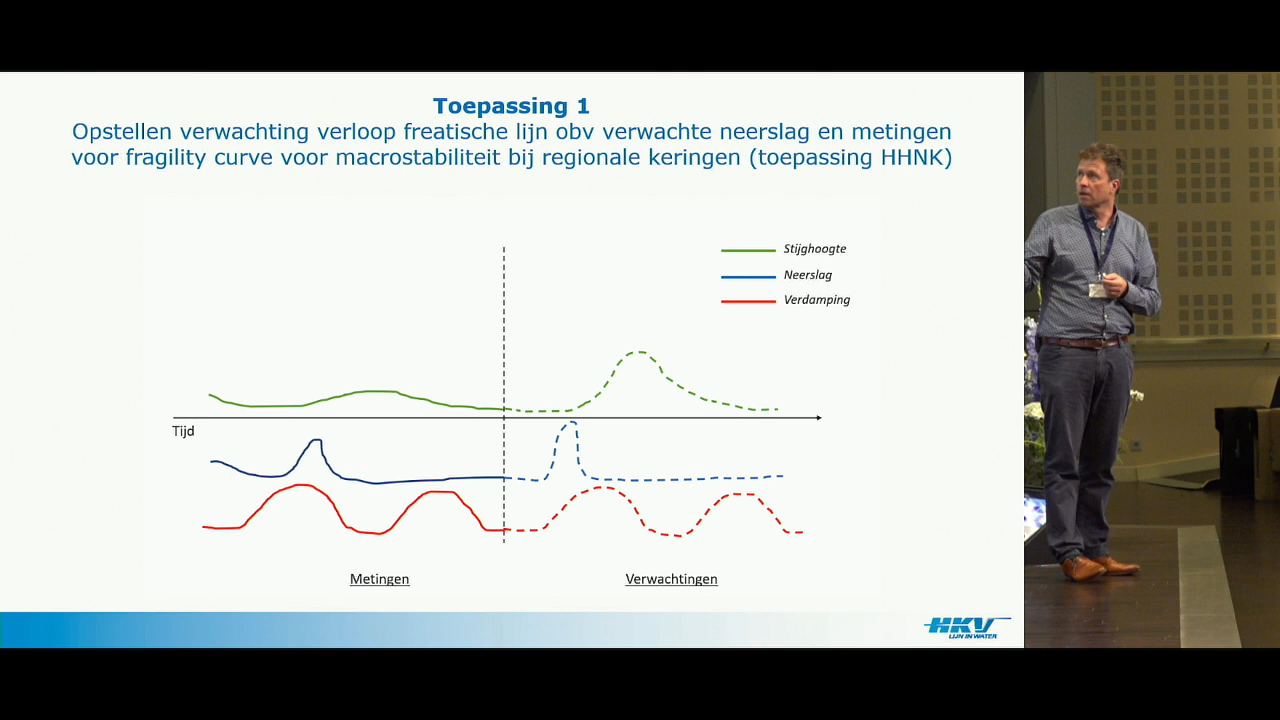 Toepassing 1
Opstellen verwachting verloop freatische lijn obv verwachte neerslag en metingen
voor fragility curve voor macrostabiliteit bij regionale keringen (toepassing HHNK)
Stijghoogte
Neerslag
Verdamping
Tijd
Metingen
Verwachtingen
HKV
LIJN IN WATER